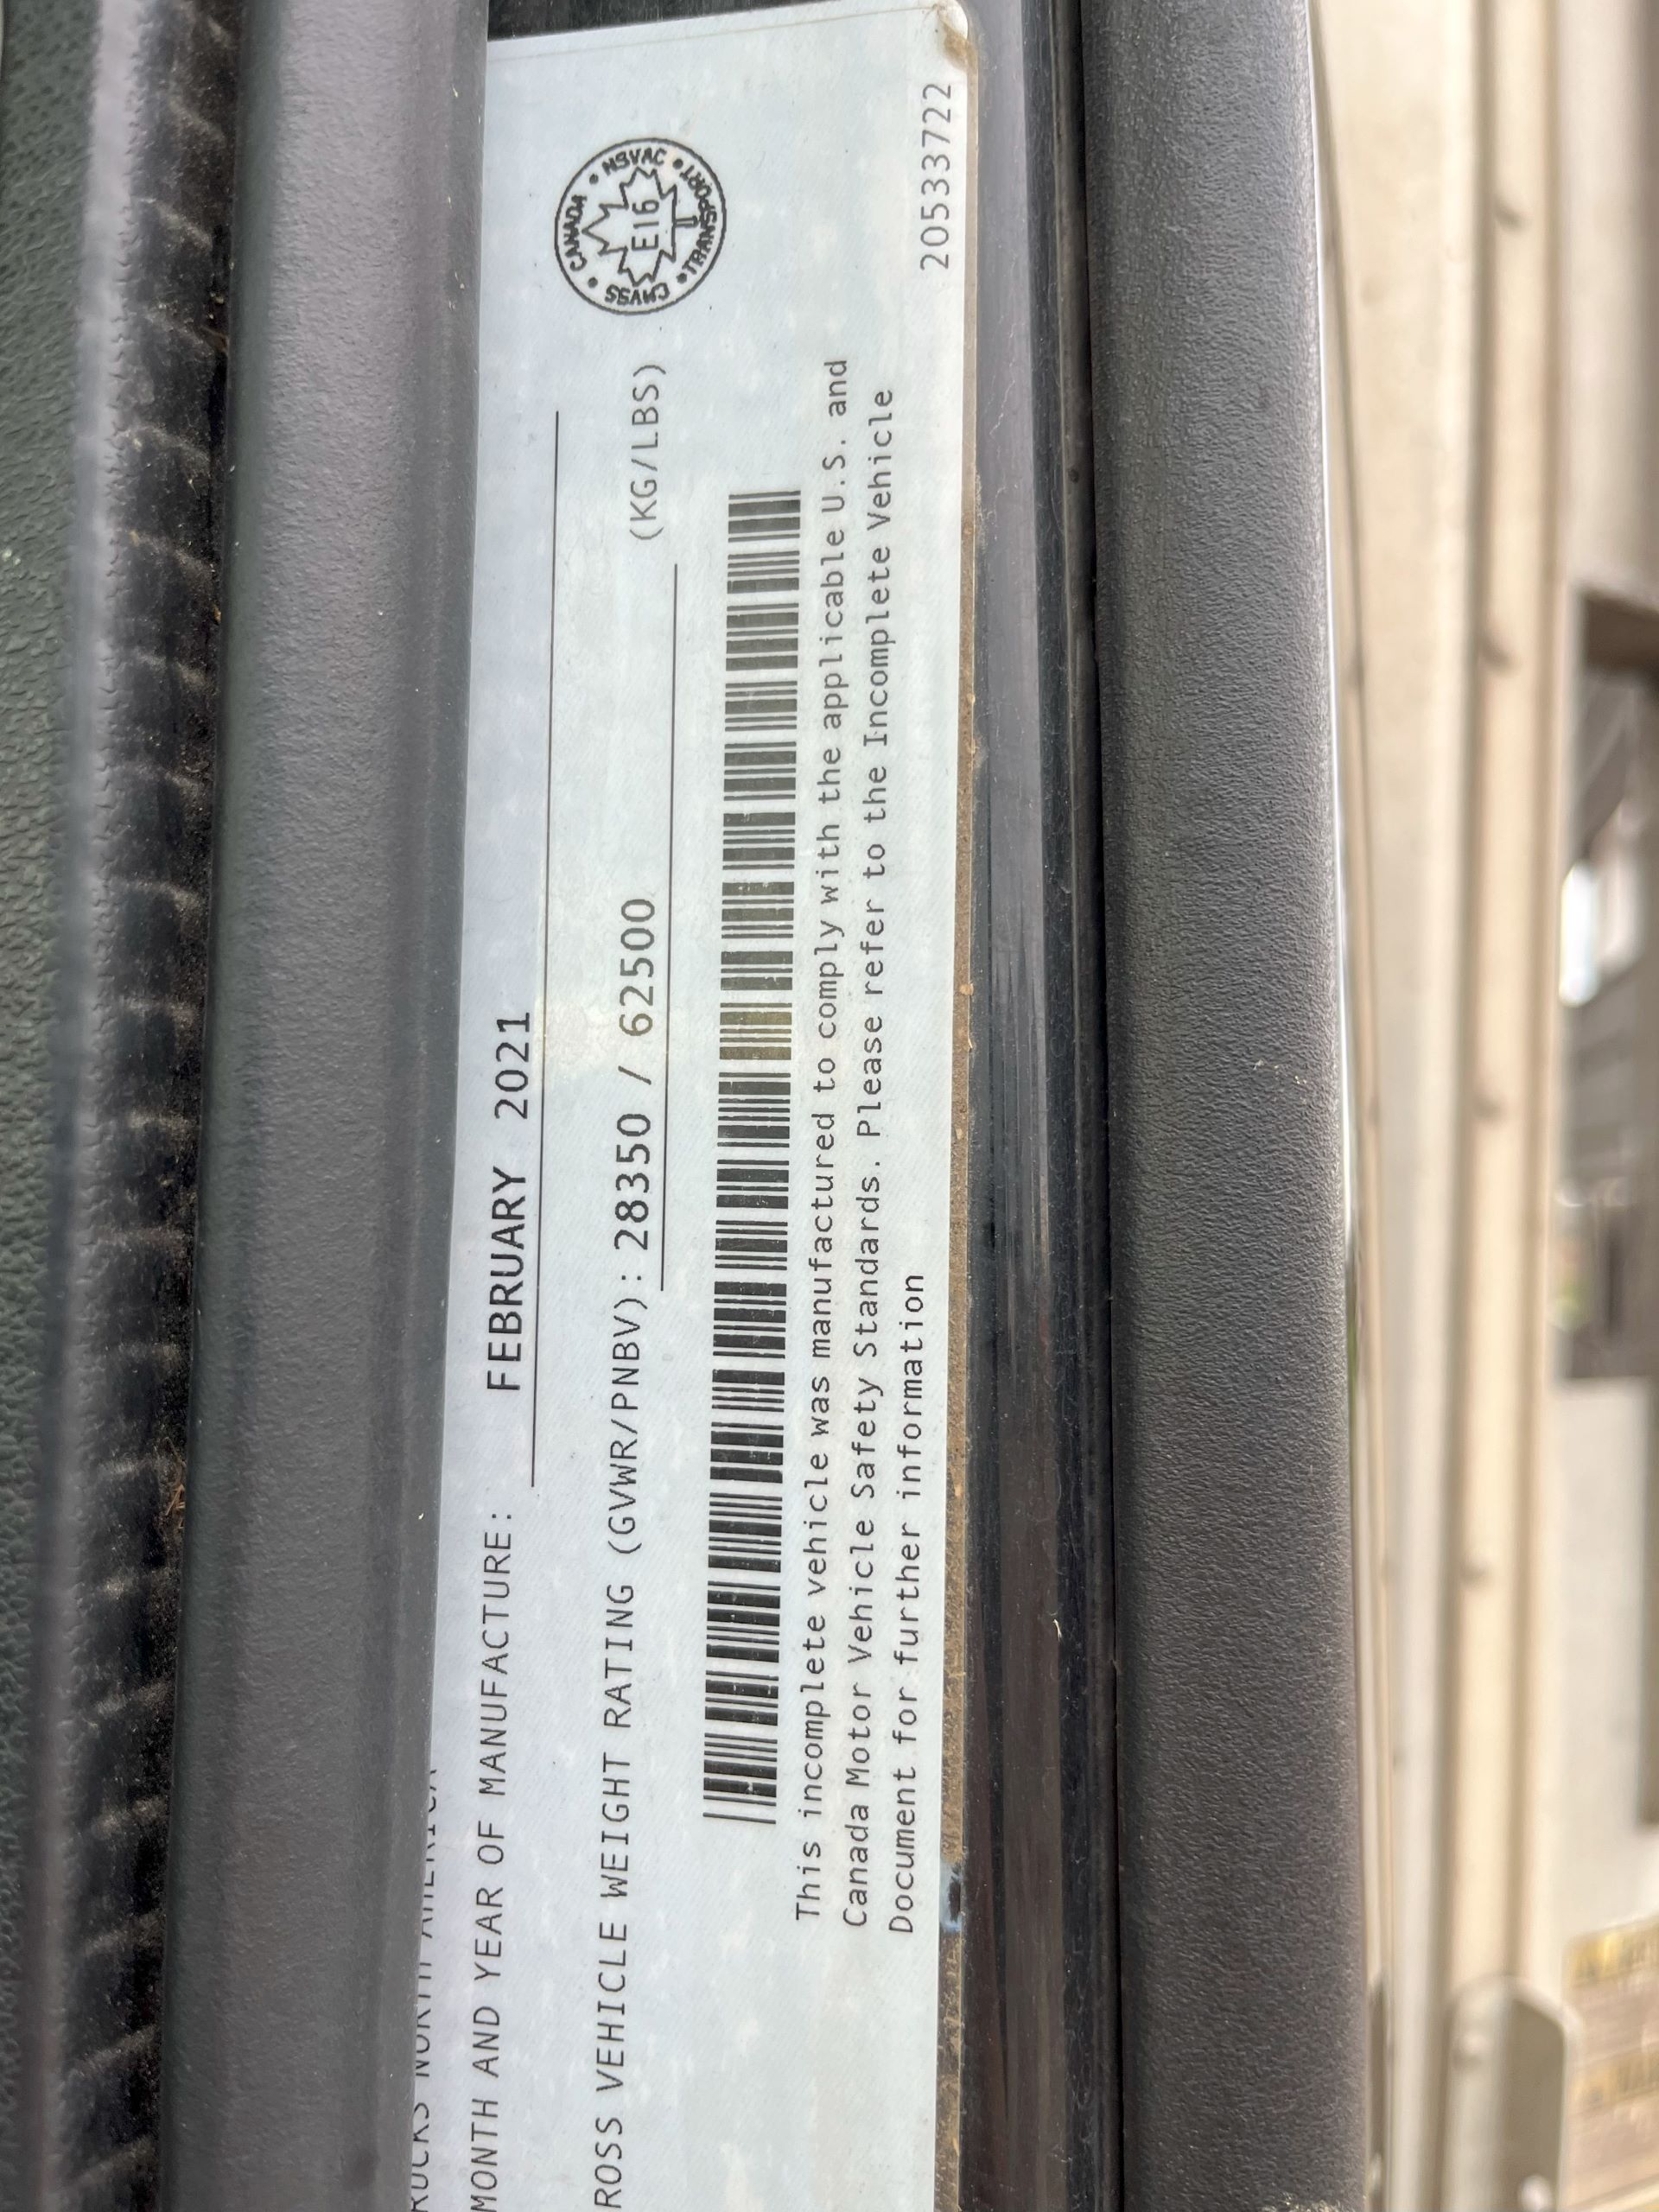 RUCKS NORTH AMERICA
MONTH AND YEAR OF MANUFACTURE: FEBRUARY 2021
ROSS VEHICLE WEIGHT RATING (GVWR/PNBV): 28350 / 62500 (KG/LBS)
CANADA • NSVAC • TRANSPORT • CMVSS •
E16
This incomplete vehicle was manufactured to comply with the applicable U.S. and
Canada Motor Vehicle Safety Standards. Please refer to the Incomplete Vehicle
Document for further information
20533722